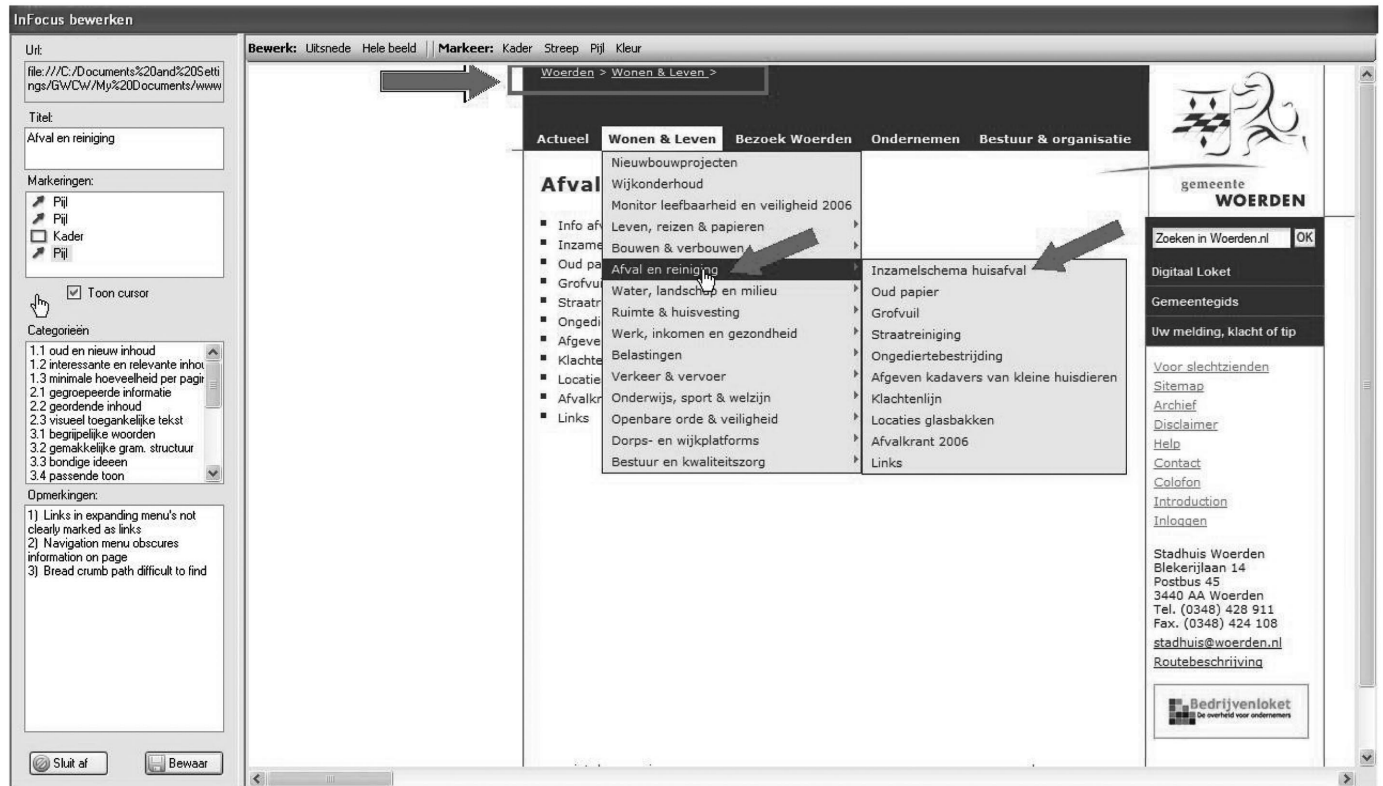 InFocus bewerken
Url:
file:///C:/Documents%20and%20Setti
ngs/GWCW/My%20Documents/www
Titel:
Afval en reiniging
Markeringen:
Pijl
Pijl
Kader
Pijl
Toon cursor
Categorieën
1.1 oud en nieuw inhoud
1.2 interessante en relevante inhou
1.3 minimale hoeveelheid per pagin
2.1 gegroepeerde informatie
2.2 geordende inhoud
2.3 visueel toegankelijke tekst
3.1 begrijpelijke woorden
3.2 gemakkelijke gram. structuur
3.3 bondige ideeen
3.4 passende toon
Opmerkingen:
1) Links in expanding menu's not
clearly marked as links
2) Navigation menu obscures
information on page
3) Bread crumb path difficult to find
Sluit af
Bewaar
Bewerk: Uitsnede Hele beeld || Markeer: Kader Streep Pijl Kleur
Woerden > Wonen & Leven >
Actueel Wonen & Leven Bezoek Woerden Ondernemen Bestuur & organisatie
Afval
Info afv
Inzame
Oud pa
Grofvui
Straatr
Ongedi
Afgeve
Klachte
Locatie
Afvalkr
Links
Nieuwbouwprojecten
Wijkonderhoud
Monitor leefbaarheid en veiligheid 2006
Leven, reizen & papieren
Bouwen & verbouwen
Afval en reiniging
Water, landschap en milieu
Ruimte & huisvesting
Werk, inkomen en gezondheid
Belastingen
Verkeer & vervoer
Onderwijs, sport & welzijn
Openbare orde & veiligheid
Dorps- en wijkplatforms
Bestuur en kwaliteitszorg
Inzamelschema huisafval
Oud papier
Grofvuil
Straatreiniging
Ongediertebestrijding
Afgeven kadavers van kleine huisdieren
Klachtenlijn
Locaties glasbakken
Afvalkrant 2006
Links
gemeente
WOERDEN
Zoeken in Woerden.nl OK
Digitaal Loket
Gemeentegids
Uw melding, klacht of tip
Voor slechtzienden
Sitemap
Archief
Disclaimer
Help
Contact
Colofon
Introduction
Inloggen
Stadhuis Woerden
Blekerijlaan 14
Postbus 45
3440 AA Woerden
Tel. (0348) 428 911
Fax. (0348) 424 108
stadhuis@woerden.nl
Routebeschrijving
Bedrijvenloket
De overheid voor ondernemers